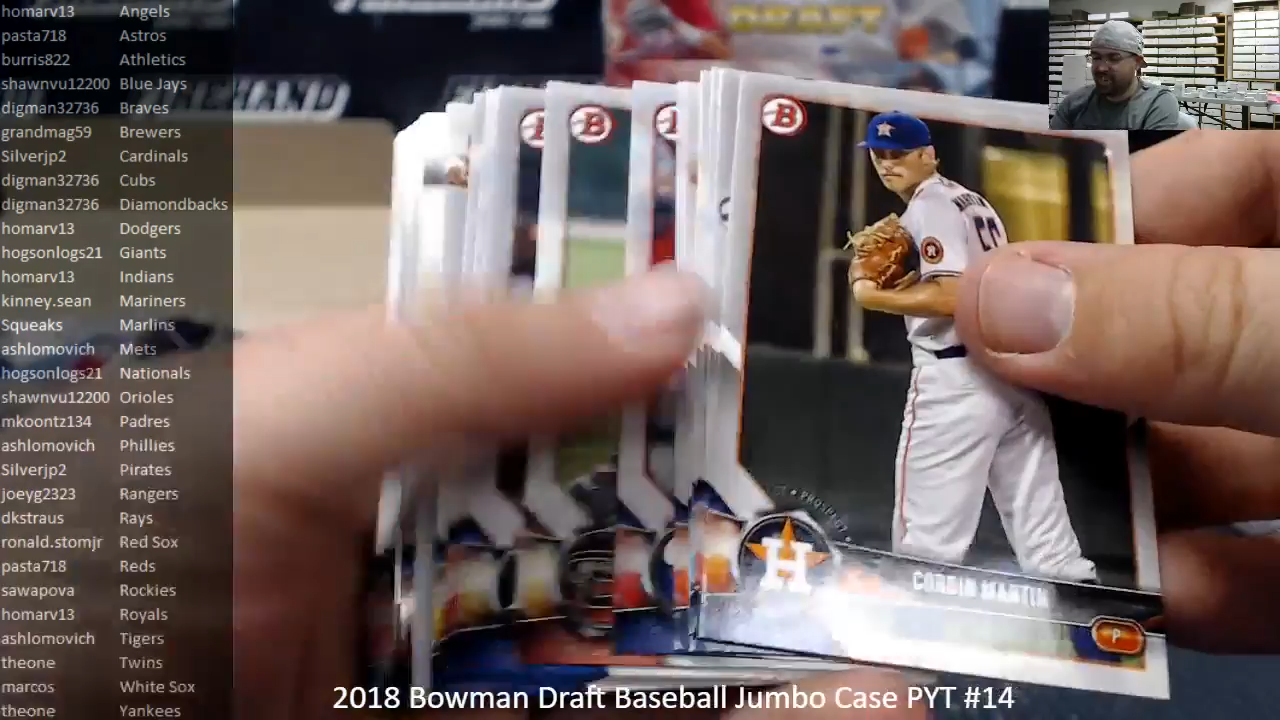 homarv13 Angels
pasta718 Astros
burris822 Athletics
shawnvu12200 Blue Jays
digman32736 Braves
grandmag59 Brewers
Silverjp2 Cardinals
digman32736 Cubs
digman32736 Diamondbacks
homarv13 Dodgers
hogsonlogs21 Giants
homarv13 Indians
kinney.sean Mariners
Squeaks Marlins
ashlomovich Mets
hogsonlogs21 Nationals
shawnvu12200 Orioles
mkoontz134 Padres
ashlomovich Phillies
Silverjp2 Pirates
joeyg2323 Rangers
dkstraus Rays
ronald.stomjr Red Sox
pasta718 Reds
sawapova Rockies
homarv13 Royals
ashlomovich Tigers
theone Twins
marcos White Sox
theone Yankees
DRAFT
B
B
MARTIN
PROSPECT
H
CORBIN MARTIN
P
2018 Bowman Draft Baseball Jumbo Case PYT #14